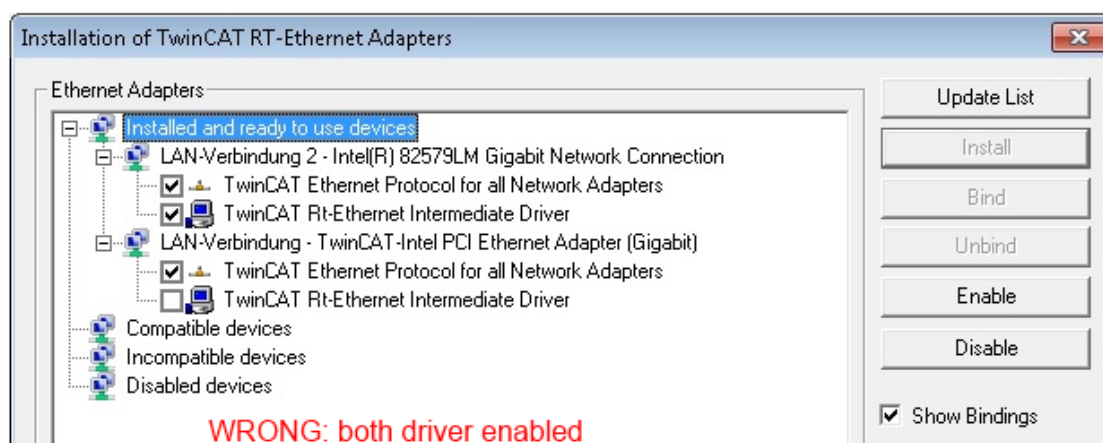 Installation of TwinCAT RT-Ethernet Adapters
Ethernet Adapters
Installed and ready to use devices
LAN-Verbindung 2 - Intel(R) 82579LM Gigabit Network Connection
TwinCAT Ethernet Protocol for all Network Adapters
TwinCAT Rt-Ethernet Intermediate Driver
LAN-Verbindung - TwinCAT-Intel PCI Ethernet Adapter (Gigabit)
TwinCAT Ethernet Protocol for all Network Adapters
TwinCAT Rt-Ethernet Intermediate Driver
Compatible devices
Incompatible devices
Disabled devices
WRONG: both driver enabled
Update List
Install
Bind
Unbind
Enable
Disable
Show Bindings